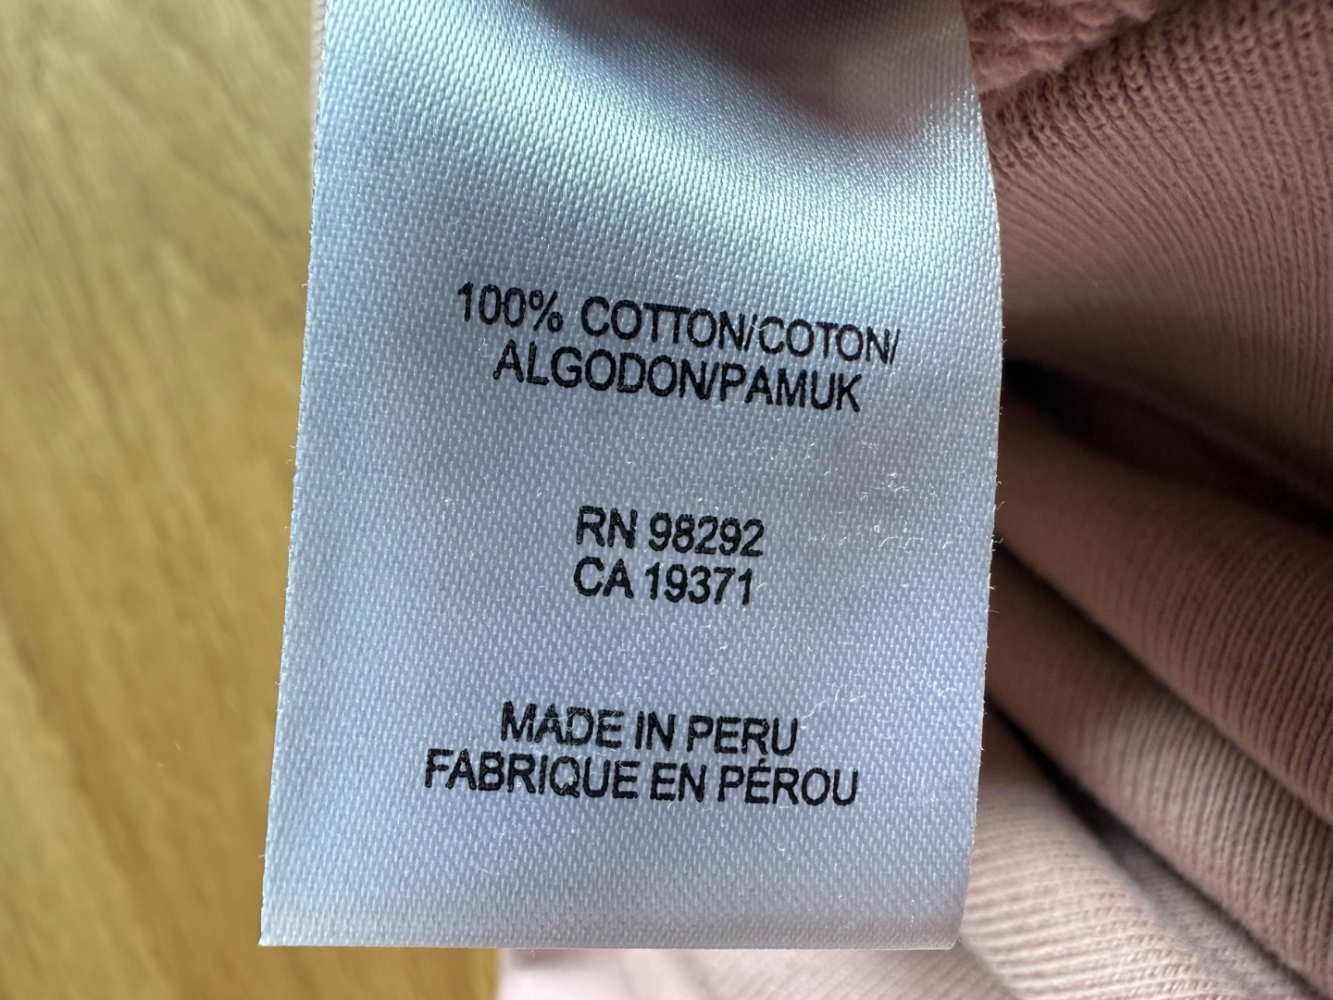 100% COTTON/COTON/
ALGODON/PAMUK
RN 98292
CA 19371
MADE IN PERU
FABRIQUE EN PÉROU